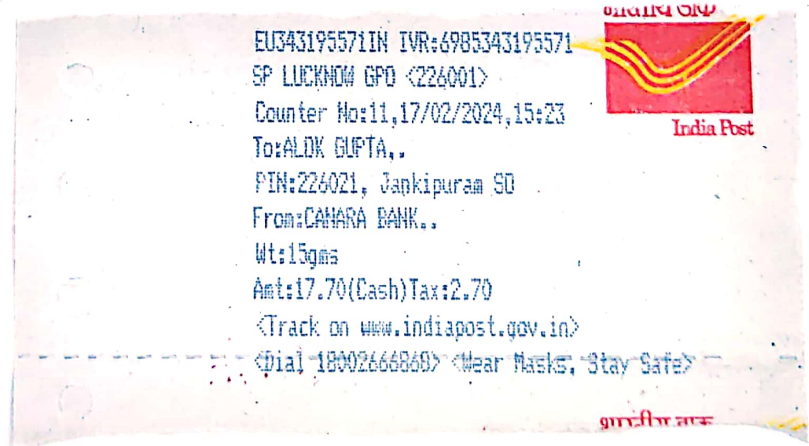 EU343195571IN IVR:6985343195571
SP LUCKNOW GPO <226001>
Counter No:11,17/02/2024,15:23
To:ALOK GUPTA,.
PIN:226021, Jankipuram SO
From:CANARA BANK,.
Wt:15gms
Amt:17.70(Cash)Tax:2.70
<Track on www.indiapost.gov.in>
<Dial 18002666868> <Wear Masks, Stay Safe>
India Post